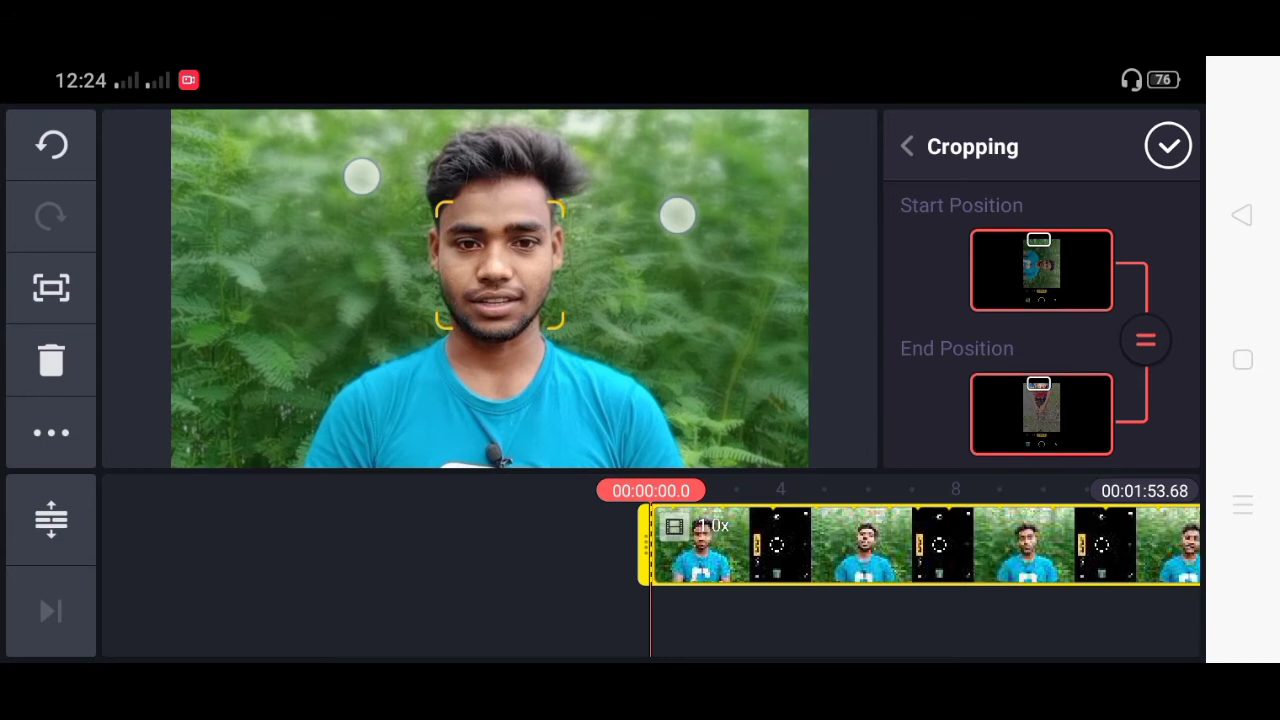 12:24
76
Cropping
Start Position
End Position
00:00:00.0
4
8
00:01:53.68
1.0x